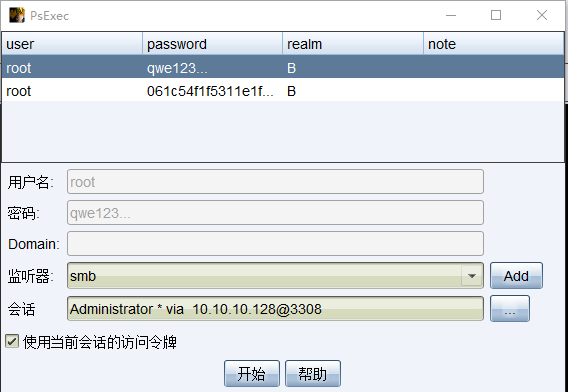 PsExec
user password realm note
root qwe123... B
root 061c54f1f5311e1f... B
用户名: root
密码: qwe123...
Domain:
监听器: smb Add
会话 Administrator * via 10.10.10.128@3308 ...
使用当前会话的访问令牌
开始 帮助